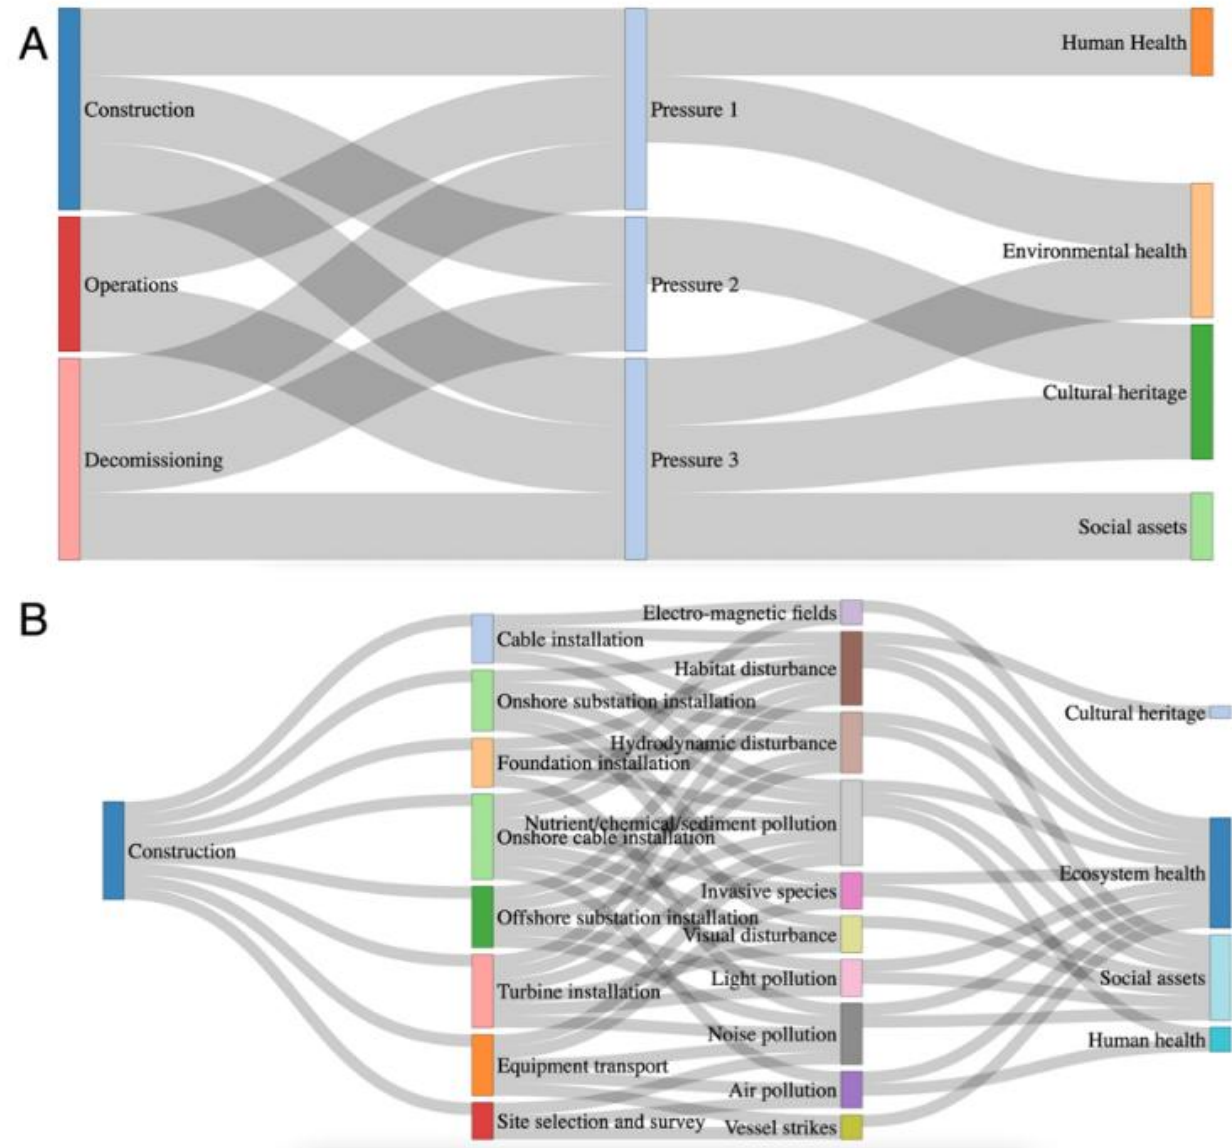 A
Construction
Operations
Decomissioning
Pressure 1
Pressure 2
Pressure 3
Human Health
Environmental health
Cultural heritage
Social assets
B
Construction
Cable installation
Onshore substation installation
Foundation installation
Onshore cable installation
Offshore substation installation
Turbine installation
Equipment transport
Site selection and survey
Electro-magnetic fields
Habitat disturbance
Hydrodynamic disturbance
Nutrient/chemical/sediment pollution
Invasive species
Visual disturbance
Light pollution
Noise pollution
Air pollution
Vessel strikes
Cultural heritage
Ecosystem health
Social assets
Human health